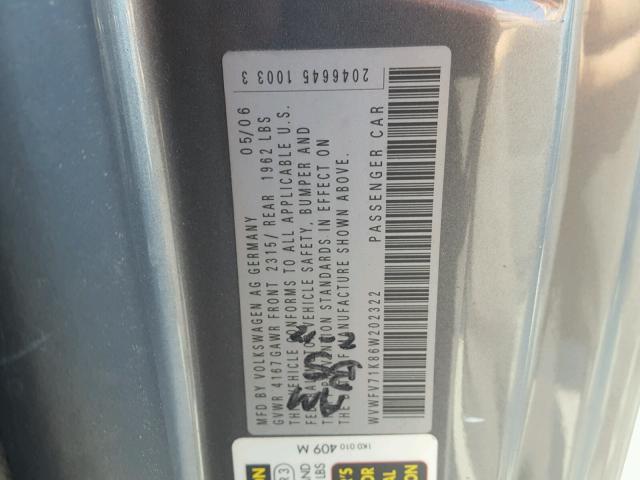 MFD BY VOLKSWAGEN AG GERMANY 05/06 2046645 1003 3
GVWR 4167 GAWR FRONT 2315/ REAR 1962 LBS
VEHICLE CONFORMS TO ALL APPLICABLE U.S.
VEHICLE SAFETY, BUMPER AND
STANDARDS IN EFFECT ON
MANUFACTURE SHOWN ABOVE.
WVWFV71K86W202322 PASSENGER CAR
1K0 010 409 M